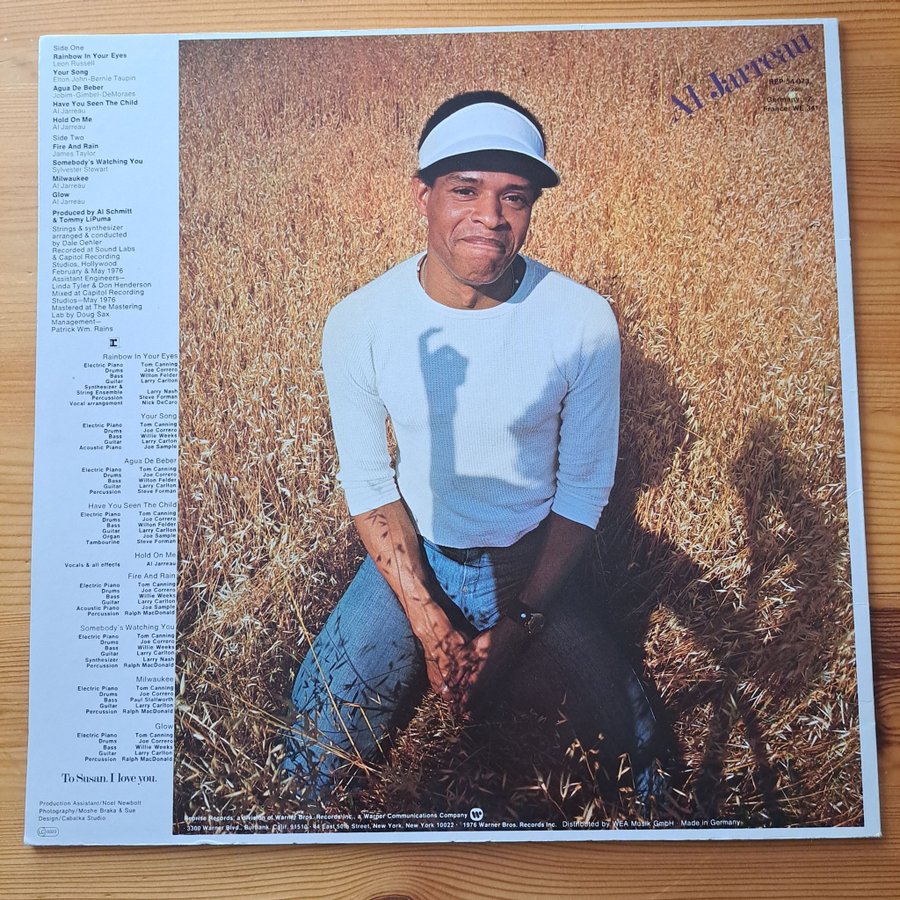 Side One
Rainbow In Your Eyes
Leon Russell
Your Song
Elton John-Bernie Taupin
Agua De Beber
Jobim-Gimbel-DeMoraes
Have You Seen The Child
Al Jarreau
Hold On Me
Al Jarreau
Side Two
Fire And Rain
James Taylor
Somebody's Watching You
Sylvester Stewart
Milwaukee
Al Jarreau
Glow
Al Jarreau
Produced by Al Schmitt
& Tommy LiPuma
Strings & synthesizer
arranged & conducted
by Dale Oehler
Recorded at Sound Labs
& Capitol Recording
Studios, Hollywood
February & May 1976
Assistant Engineers—
Linda Tyler & Don Henderson
Mixed at Capitol Recording
Studios—May 1976
Mastered at The Mastering
Lab by Doug Sax
Management—
Patrick Wm. Rains
Rainbow In Your Eyes
Electric Piano Tom Canning
Drums Joe Correro
Bass Wilton Felder
Guitar Larry Carlton
Synthesizer &
String Ensemble Larry Nash
Percussion Steve Forman
Vocal arrangement Nick DeCaro
Your Song
Electric Piano Tom Canning
Drums Joe Correro
Bass Willie Weeks
Guitar Larry Carlton
Acoustic Piano Joe Sample
Agua De Beber
Electric Piano Tom Canning
Drums Joe Correro
Bass Wilton Felder
Guitar Larry Carlton
Percussion Steve Forman
Have You Seen The Child
Electric Piano Tom Canning
Drums Joe Correro
Bass Wilton Felder
Guitar Larry Carlton
Organ Joe Sample
Tambourine Steve Forman
Hold On Me
Vocals & all effects Al Jarreau
Fire And Rain
Electric Piano Tom Canning
Drums Joe Correro
Bass Willie Weeks
Guitar Larry Carlton
Acoustic Piano Joe Sample
Percussion Ralph MacDonald
Somebody's Watching You
Electric Piano Tom Canning
Drums Joe Correro
Bass Willie Weeks
Guitar Larry Carlton
Synthesizer Larry Nash
Percussion Ralph MacDonald
Milwaukee
Electric Piano Tom Canning
Drums Joe Correro
Bass Paul Stallworth
Guitar Larry Carlton
Percussion Ralph MacDonald
Glow
Electric Piano Tom Canning
Drums Joe Correro
Bass Willie Weeks
Guitar Larry Carlton
Percussion Ralph MacDonald
To Susan. I love you.
Production Assistant/Noel Newbolt
Photography/Moshe Braka & Sue
Design/Cabalka Studio
Al Jarreau
REP 54 073
Germany:
France: WE 341
Reprise Records, a division of Warner Bros. Records Inc., a Warner Communications Company
3300 Warner Blvd., Burbank, Calif. 91510 · 44 East 50th Street, New York, New York 10022 · 1976 Warner Bros. Records Inc. Distributed by WEA Musik GmbH · Made in Germany